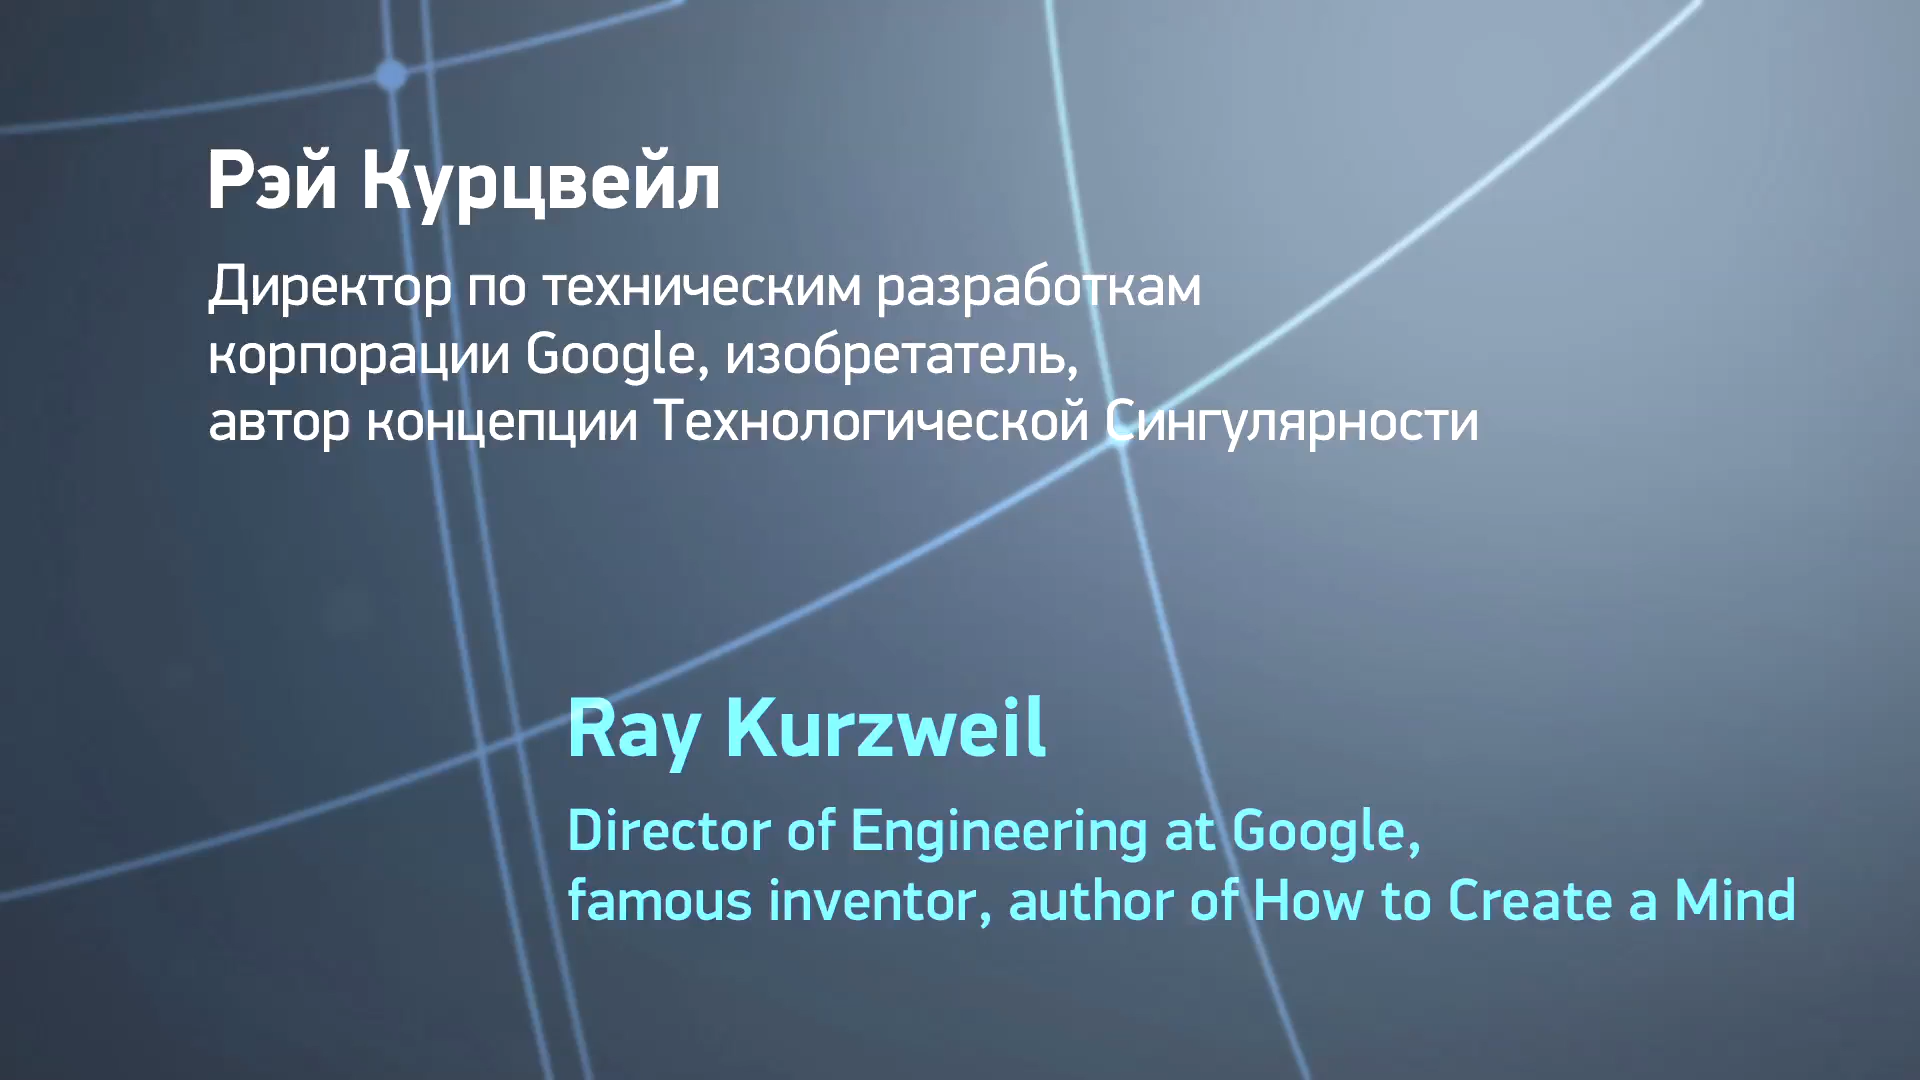 Рэй Курцвейл
Директор по техническим разработкам
корпорации Google, изобретатель,
автор концепции Технологической Сингулярности
Ray Kurzweil
Director of Engineering at Google,
famous inventor, author of How to Create a Mind